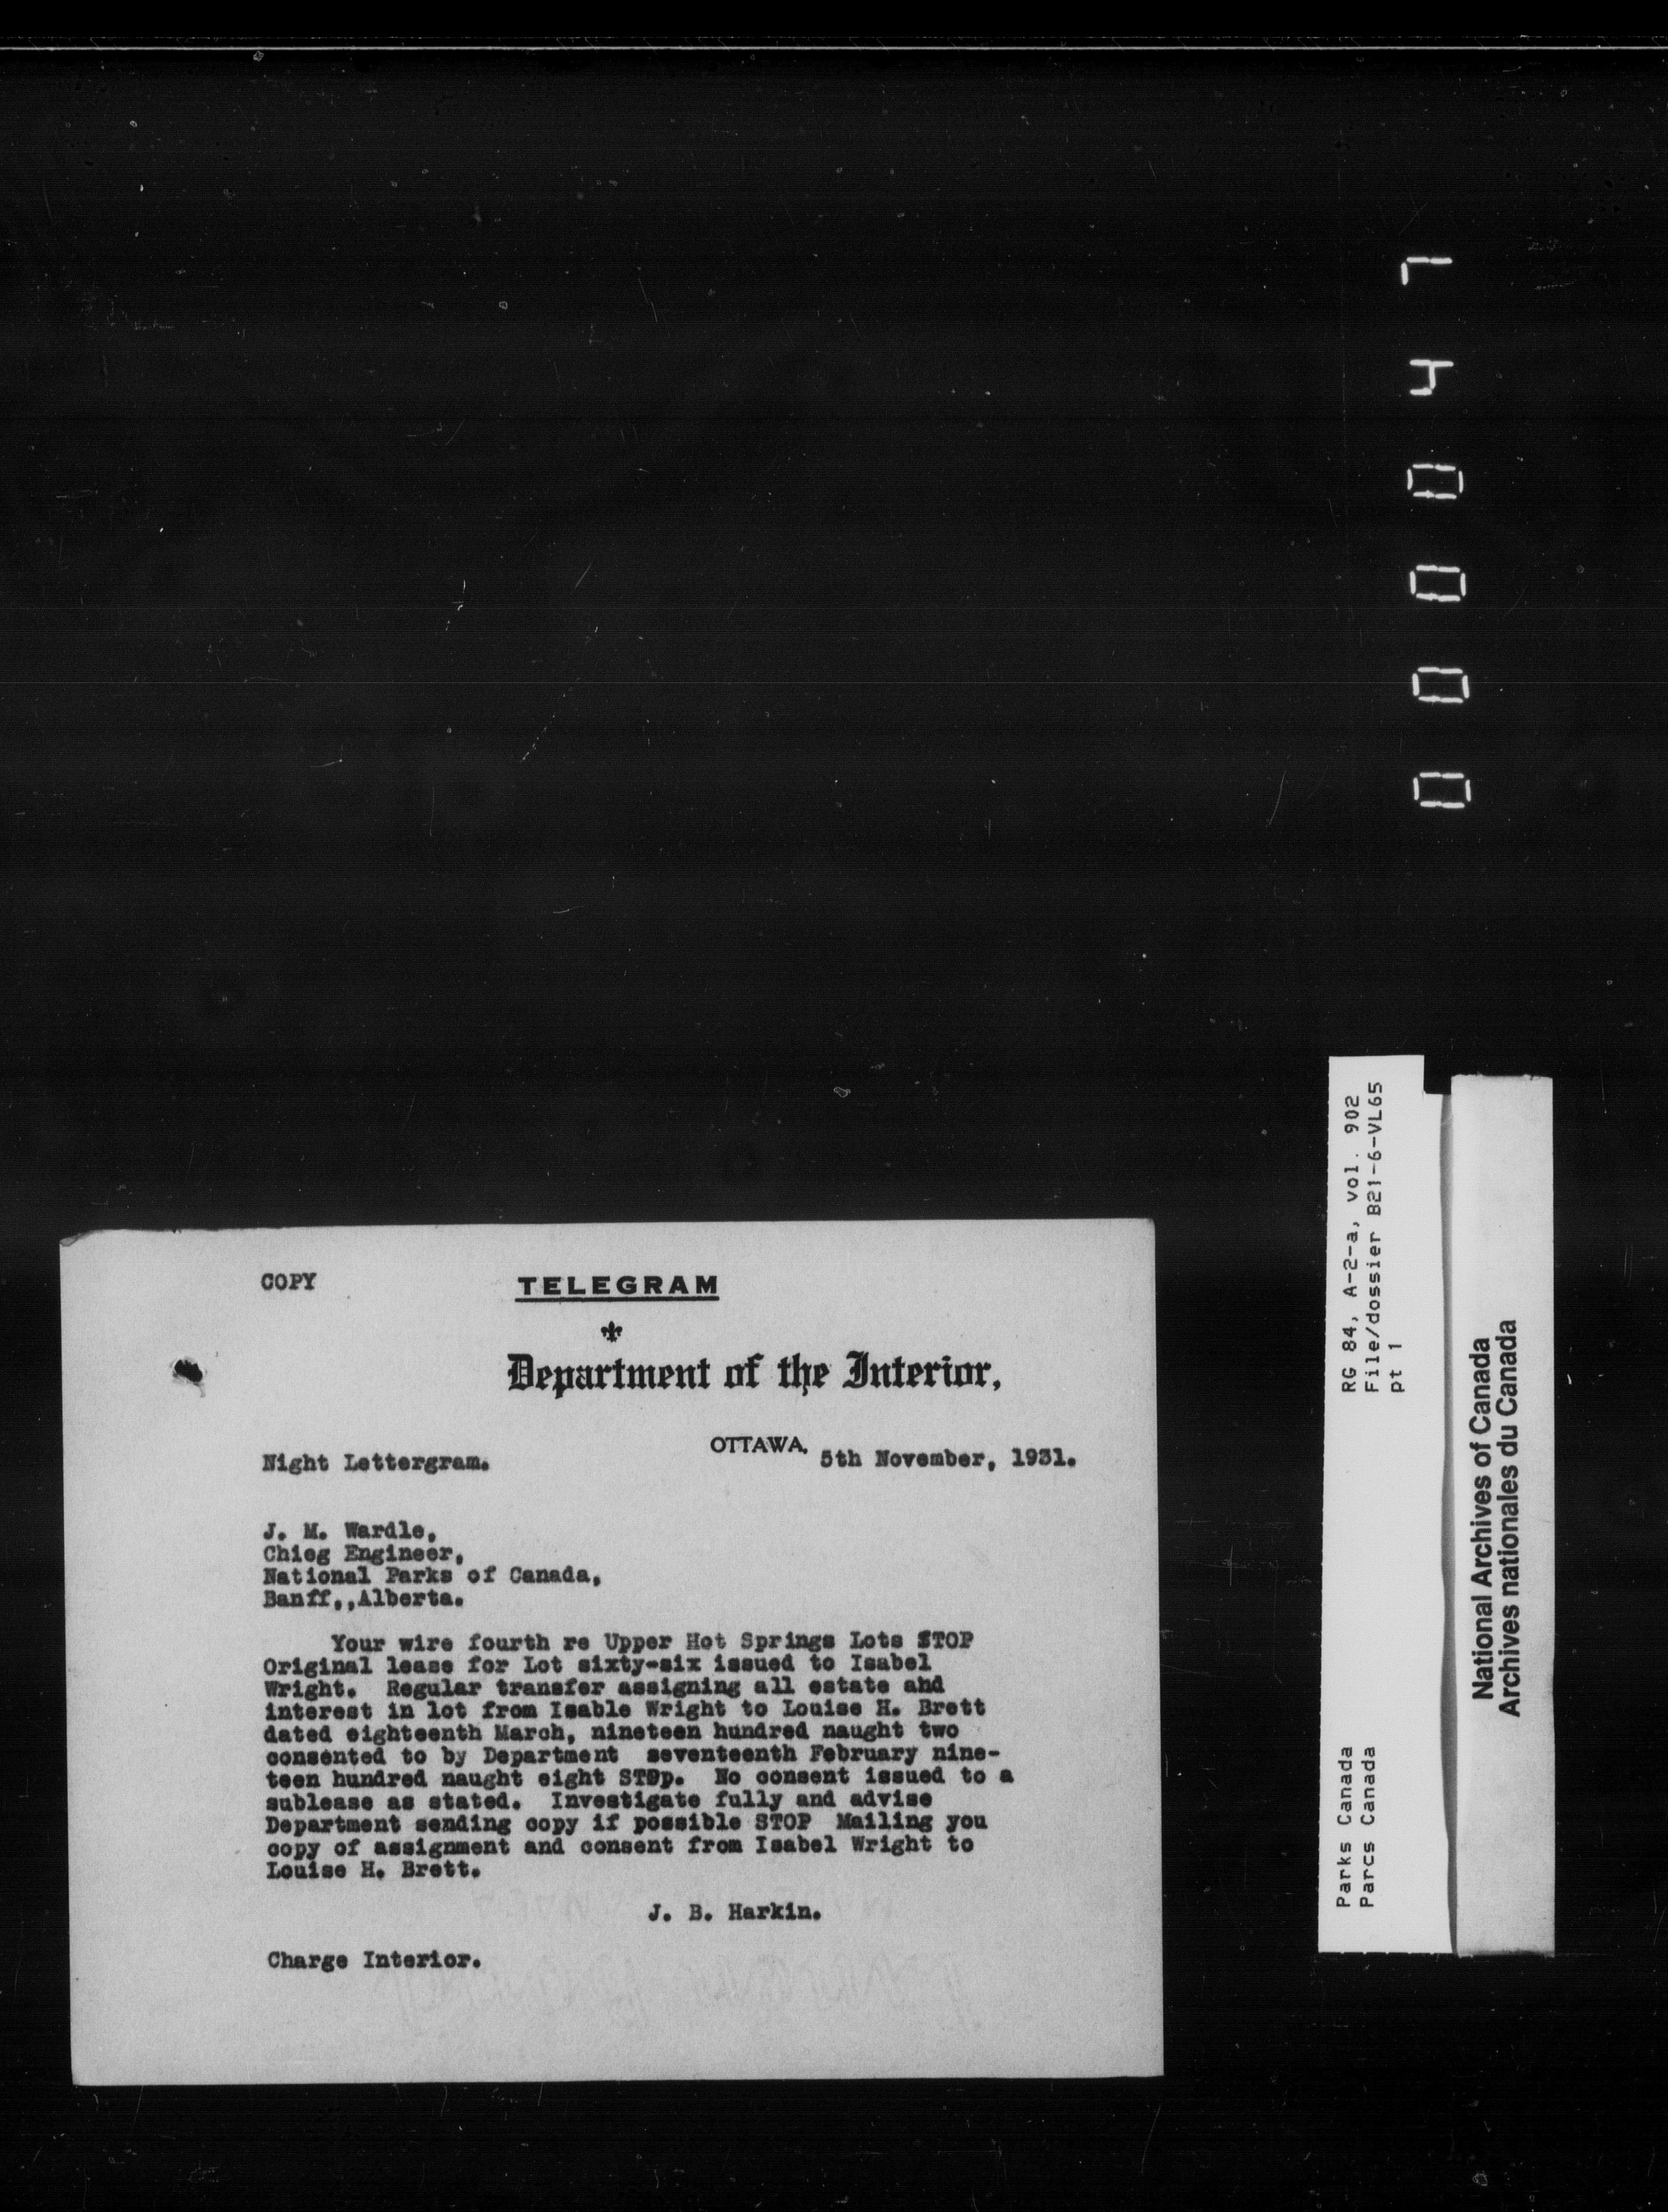 COPY
TELEGRAM
Department of the Interior,
OTTAWA, 5th November, 1931.
Night Lettergram.
J. M. Wardle,
Chieg Engineer,
National Parks of Canada,
Banff,,Alberta.
Your wire fourth re Upper Hot Springs Lots STOP
Original lease for Lot sixty-six issued to Isabel
Wright. Regular transfer assigning all estate and
interest in lot from Isable Wright to Louise H. Brett
dated eighteenth March, nineteen hundred naught two
consented to by Department seventeenth February nine-
teen hundred naught eight STOp. No consent issued to a
sublease as stated. Investigate fully and advise
Department sending copy if possible STOP Mailing you
copy of assignment and consent from Isabel Wright to
Louise H. Brett.
J. B. Harkin.
Charge Interior.
RG 84, A-2-a, vol. 902
File/dossier B21-6-VL65
pt 1
Parks Canada
Parcs Canada
National Archives of Canada
Archives nationales du Canada
000047